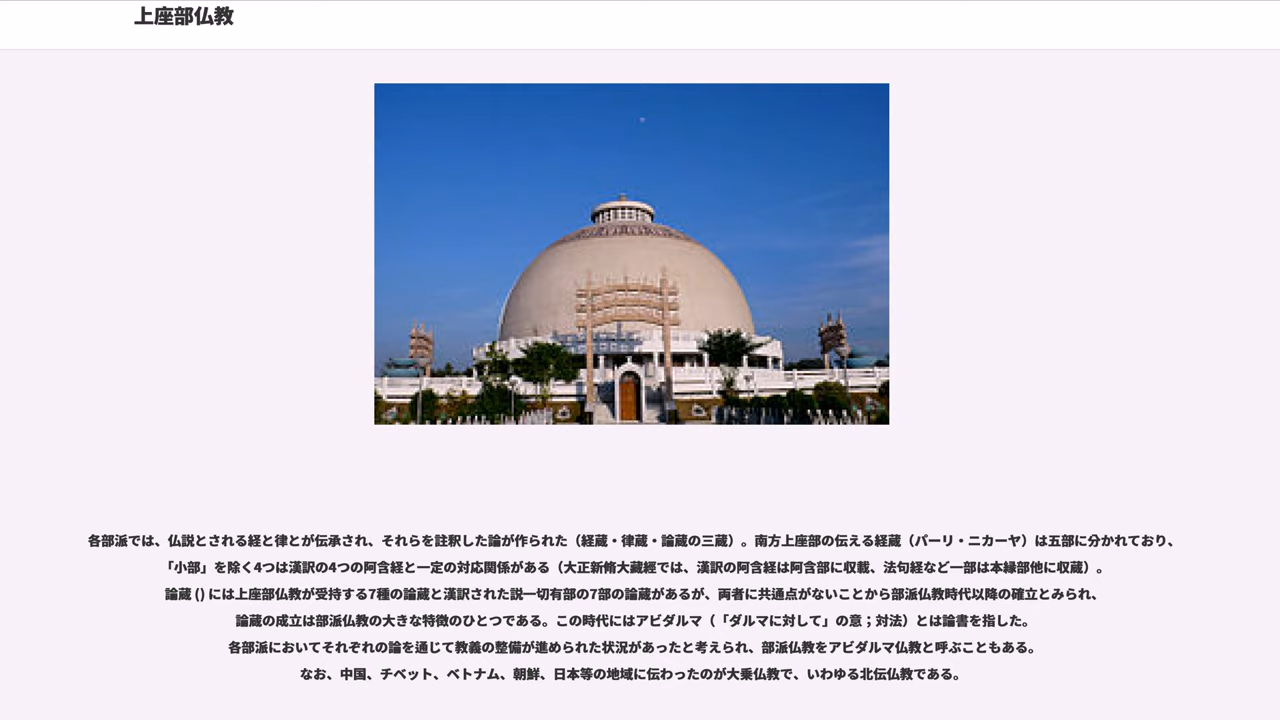 上座部仏教
各部派では、仏説とされる経と律とが伝承され、それらを註釈した論が作られた（経蔵・律蔵・論蔵の三蔵）。南方上座部の伝える経蔵（パーリ・ニカーヤ）は五部に分かれており、
「小部」を除く4つは漢訳の4つの阿含経と一定の対応関係がある（大正新脩大藏經では、漢訳の阿含経は阿含部に収載、法句経など一部は本縁部他に収蔵）。
論蔵 () には上座部仏教が受持する7種の論蔵と漢訳された説一切有部の7部の論蔵があるが、両者に共通点がないことから部派仏教時代以降の確立とみられ、
論蔵の成立は部派仏教の大きな特徴のひとつである。この時代にはアビダルマ（「ダルマに対して」の意；対法）とは論書を指した。
各部派においてそれぞれの論を通じて教義の整備が進められた状況があったと考えられ、部派仏教をアビダルマ仏教と呼ぶこともある。
なお、中国、チベット、ベトナム、朝鮮、日本等の地域に伝わったのが大乗仏教で、いわゆる北伝仏教である。